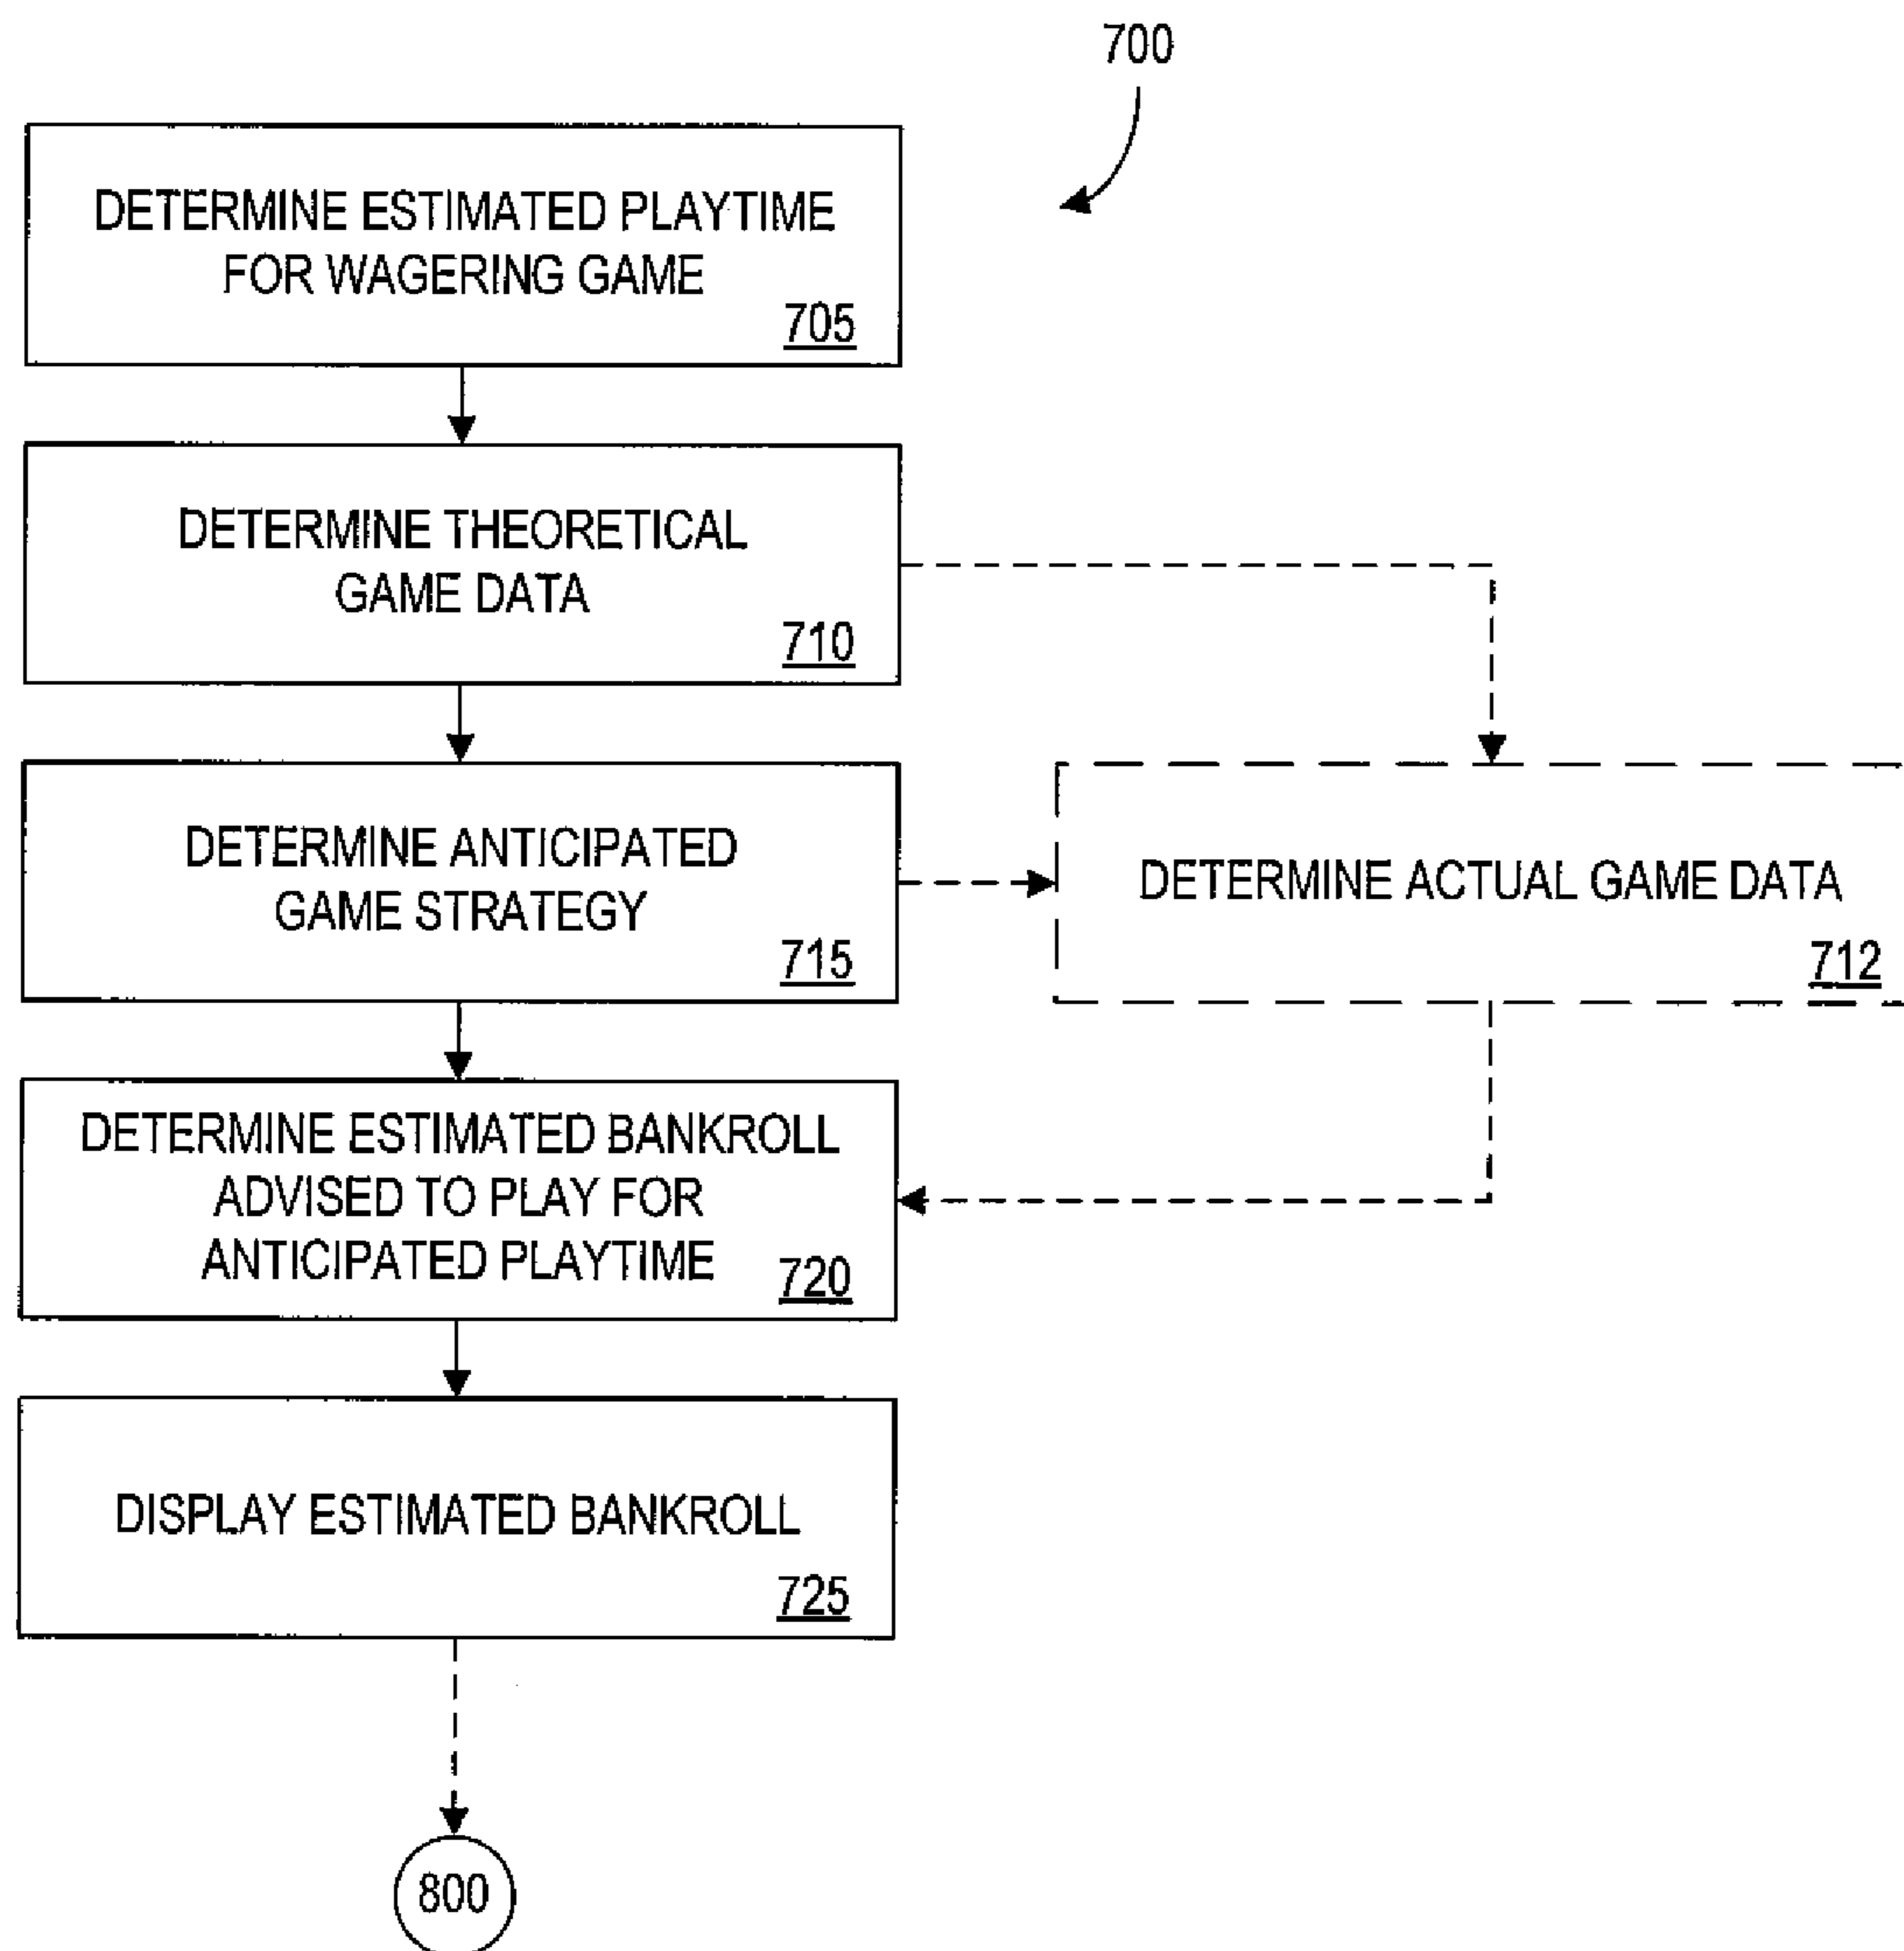 700
DETERMINE ESTIMATED PLAYTIME
FOR WAGERING GAME
705
DETERMINE THEORETICAL
GAME DATA
710
DETERMINE ANTICIPATED
GAME STRATEGY
715
DETERMINE ACTUAL GAME DATA
712
DETERMINE ESTIMATED BANKROLL
ADVISED TO PLAY FOR
ANTICIPATED PLAYTIME
720
DISPLAY ESTIMATED BANKROLL
725
800